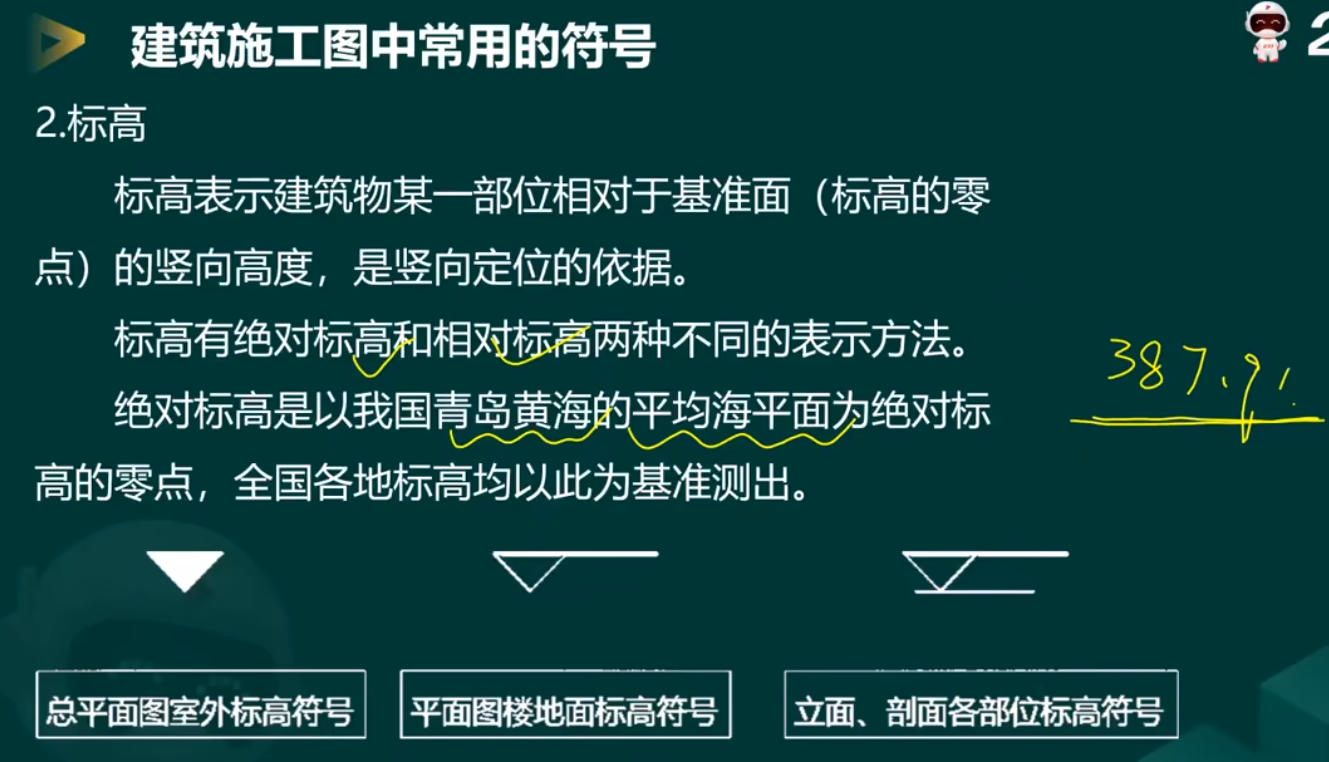 建筑施工图中常用的符号
2
2.标高
标高表示建筑物某一部位相对于基准面（标高的零
点）的竖向高度，是竖向定位的依据。
标高有绝对标高和相对标高两种不同的表示方法。
绝对标高是以我国青岛黄海的平均海平面为绝对标
高的零点，全国各地标高均以此为基准测出。
387.91
总平面图室外标高符号
平面图楼地面标高符号
立面、剖面各部位标高符号